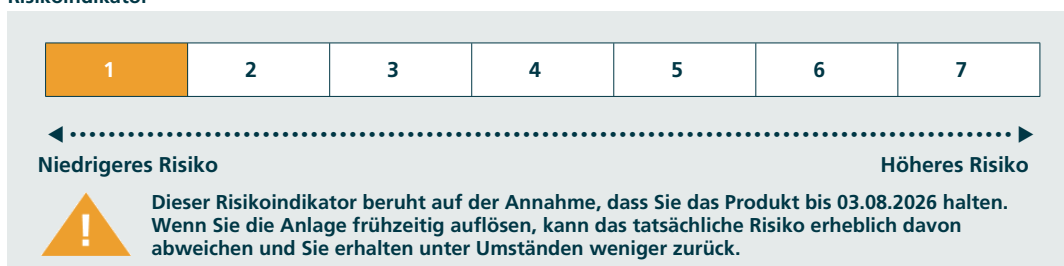 Risikoindikator
1 2 3 4 5 6 7
Niedrigeres Risiko Höheres Risiko
Dieser Risikoindikator beruht auf der Annahme, dass Sie das Produkt bis 03.08.2026 halten.
Wenn Sie die Anlage frühzeitig auflösen, kann das tatsächliche Risiko erheblich davon
abweichen und Sie erhalten unter Umständen weniger zurück.